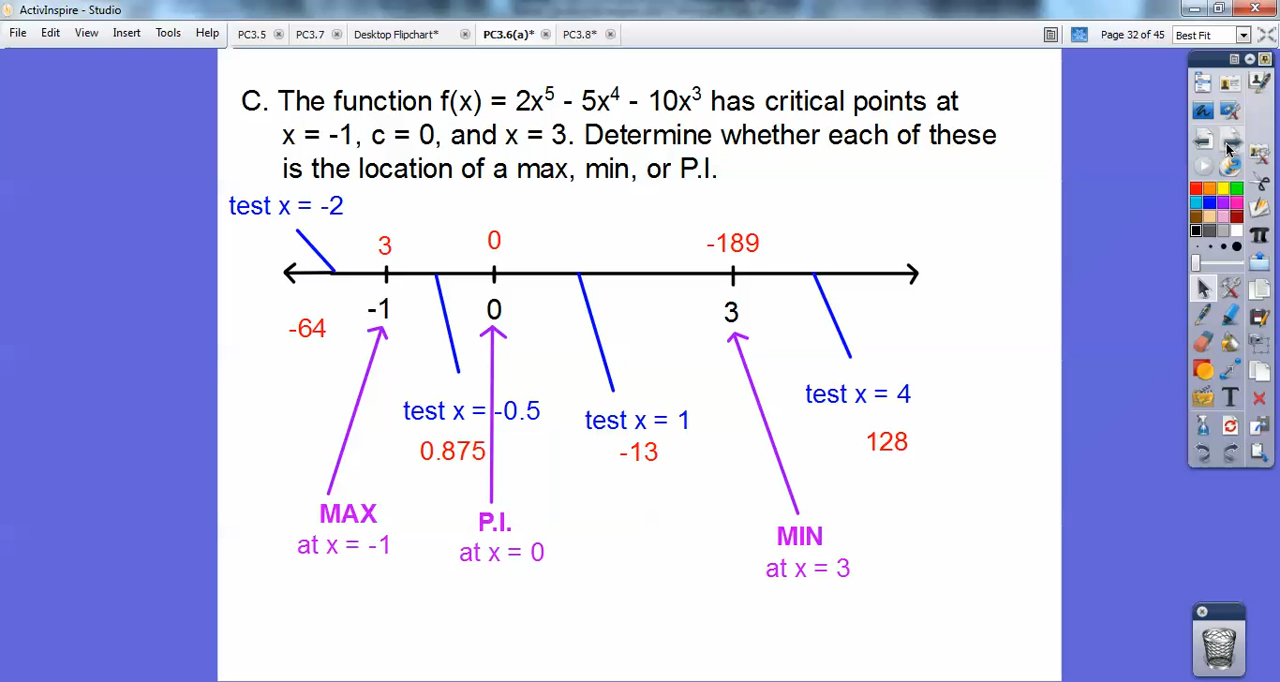 ActivInspire - Studio
File Edit View Insert Tools Help PC3.5 PC3.7 Desktop Flipchart* PC3.6(a)* PC3.8* Page 32 of 45 Best Fit
C. The function f(x) = 2x⁵ - 5x⁴ - 10x³ has critical points at
x = -1, c = 0, and x = 3. Determine whether each of these
is the location of a max, min, or P.I.
test x = -2
3 0 -189
-1 0 3
-64
test x = -0.5 test x = 1 test x = 4
0.875 -13 128
MAX P.I. MIN
at x = -1 at x = 0 at x = 3